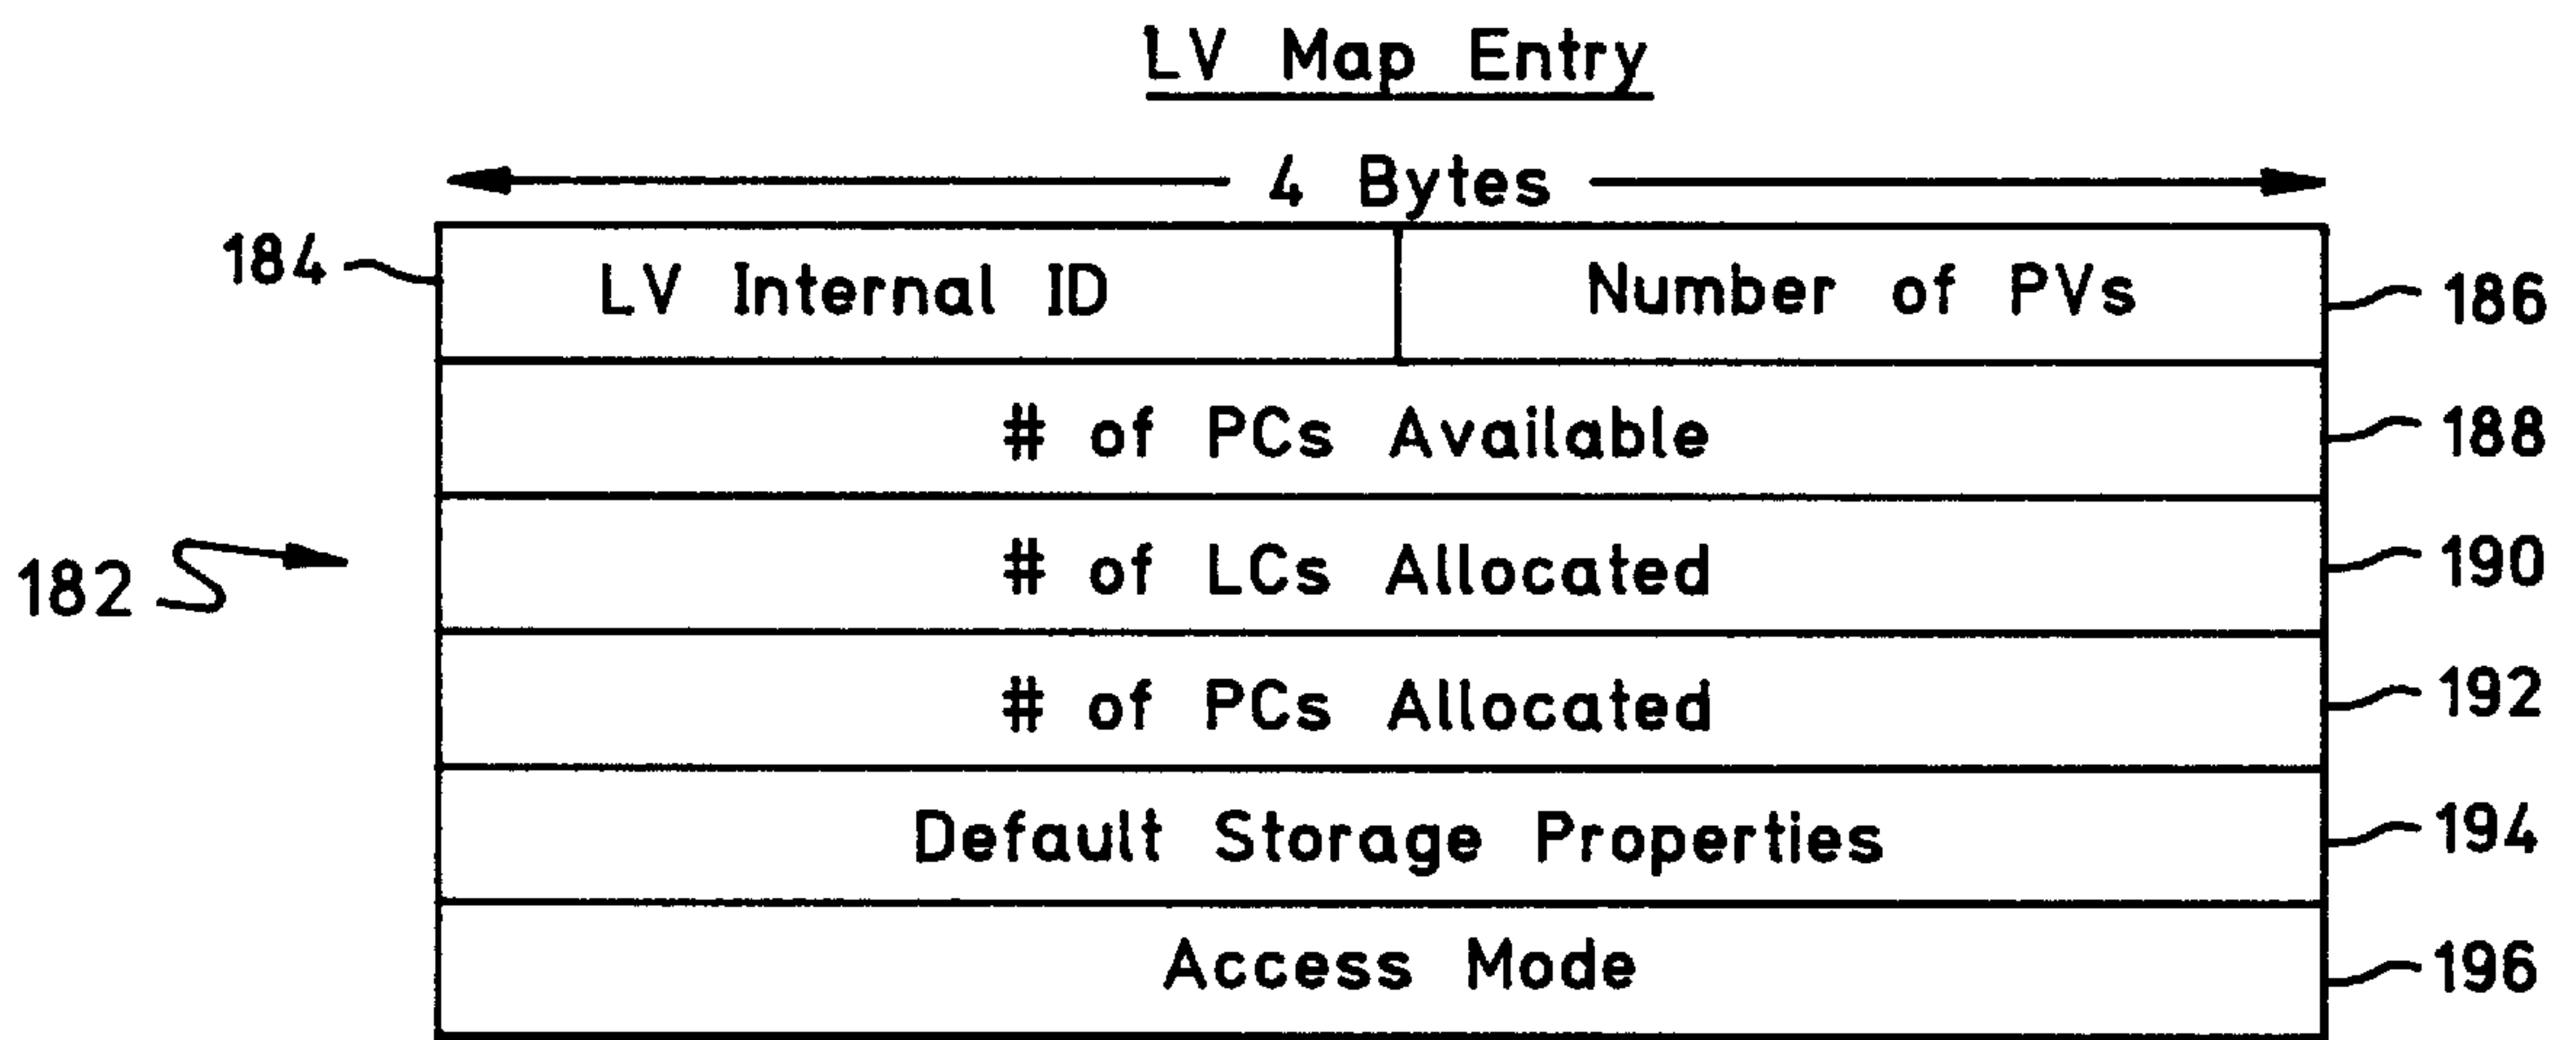 LV Map Entry
4 Bytes
184 LV Internal ID Number of PVs 186
# of PCs Available 188
182 # of LCs Allocated 190
# of PCs Allocated 192
Default Storage Properties 194
Access Mode 196